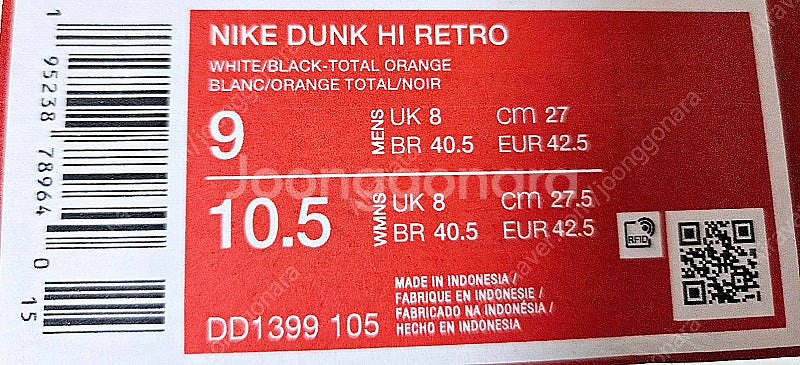 NIKE DUNK HI RETRO
WHITE/BLACK-TOTAL ORANGE
BLANC/ORANGE TOTAL/NOIR
9 MENS UK 8 CM 27
BR 40.5 EUR 42.5
10.5 WMNS UK 8 CM 27.5
BR 40.5 EUR 42.5
RFID
DD1399 105
MADE IN INDONESIA /
FABRIQUE EN INDONESIE /
FABRICADO NA INDONÉSIA /
HECHO EN INDONESIA
1 95238 78964 0 15
Joonggonara